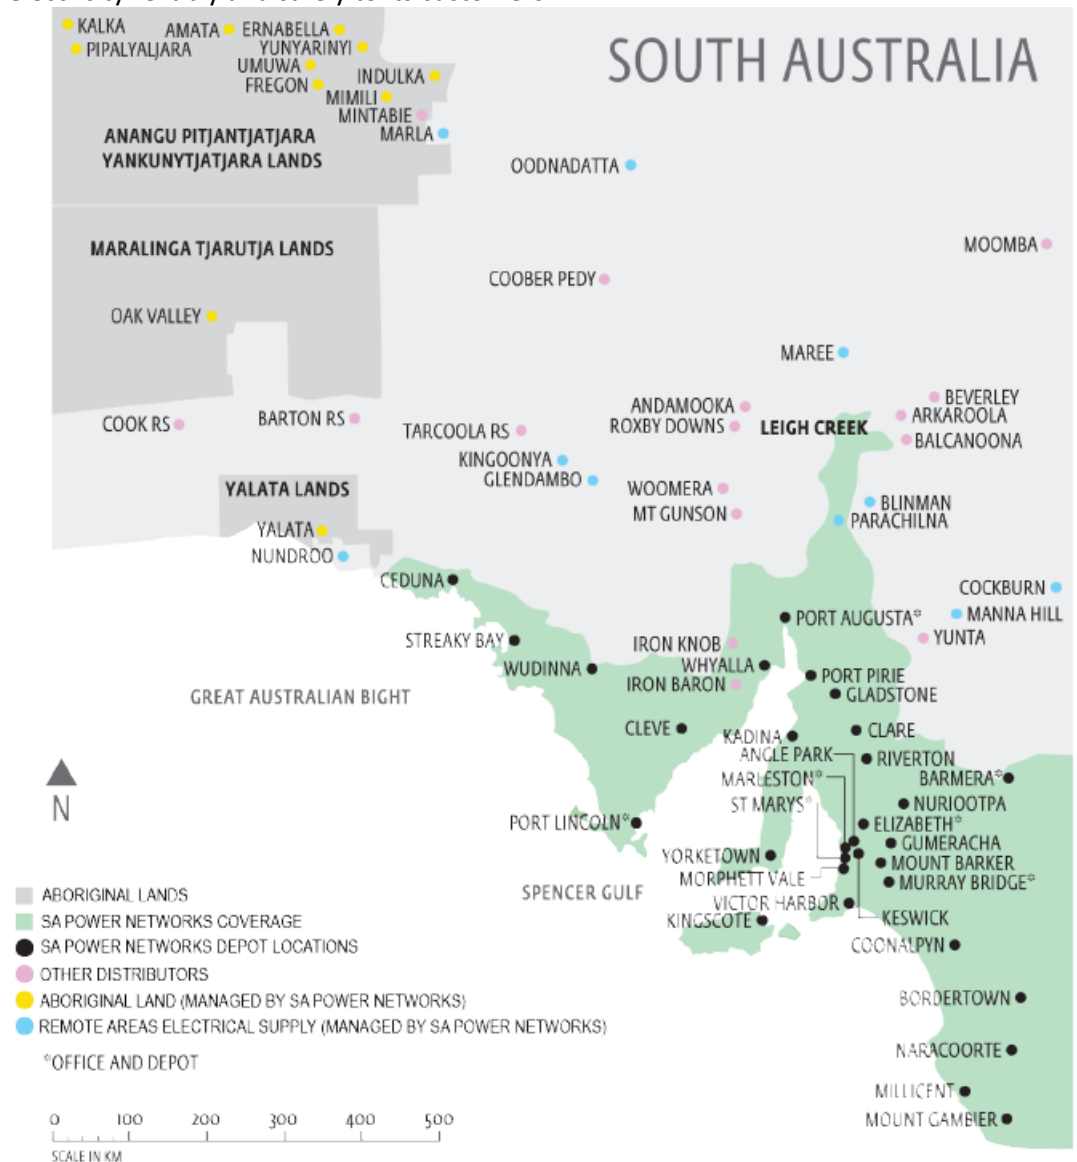 SOUTH AUSTRALIA
KALKA
PIPALYALJARA
AMATA
ERNABELLA
YUNYARINYI
UMUWA
FREGON
INDULKA
MIMILI
MINTABIE
MARLA
ANANGU PITJANTJATJARA
YANKUNYTJATJARA LANDS
OODNADATTA
MARALINGA TJARUTJA LANDS
MOOMBA
COOBER PEDY
OAK VALLEY
MAREE
BEVERLEY
ANDAMOOKA
ARKAROOLA
COOK RS
BARTON RS
TARCOOLA RS
ROXBY DOWNS
LEIGH CREEK
BALCANOONA
KINGOONYA
GLENDAMBO
YALATA LANDS
WOOMERA
BLINMAN
MT GUNSON
PARACHILNA
YALATA
NUNDROO
CEDUNA
COCKBURN
MANNA HILL
PORT AUGUSTA*
YUNTA
STREAKY BAY
IRON KNOB
WUDINNA
WHYALLA
PORT PIRIE
IRON BARON
GLADSTONE
GREAT AUSTRALIAN BIGHT
CLEVE
KADINA
CLARE
ANGLE PARK
RIVERTON
MARLESTON*
BARMERA*
N
ST MARYS*
NURIOOTPA
PORT LINCOLN*
ELIZABETH*
GUMERACHA
YORKETOWN
MOUNT BARKER
MORPHETT VALE
MURRAY BRIDGE*
SPENCER GULF
VICTOR HARBOR
KINGSCOTE
KESWICK
COONALPYN
BORDERTOWN
NARACOORTE
MILLICENT
MOUNT GAMBIER
ABORIGINAL LANDS
SA POWER NETWORKS COVERAGE
SA POWER NETWORKS DEPOT LOCATIONS
OTHER DISTRIBUTORS
ABORIGINAL LAND (MANAGED BY SA POWER NETWORKS)
REMOTE AREAS ELECTRICAL SUPPLY (MANAGED BY SA POWER NETWORKS)
*OFFICE AND DEPOT
0 100 200 300 400 500
SCALE IN KM